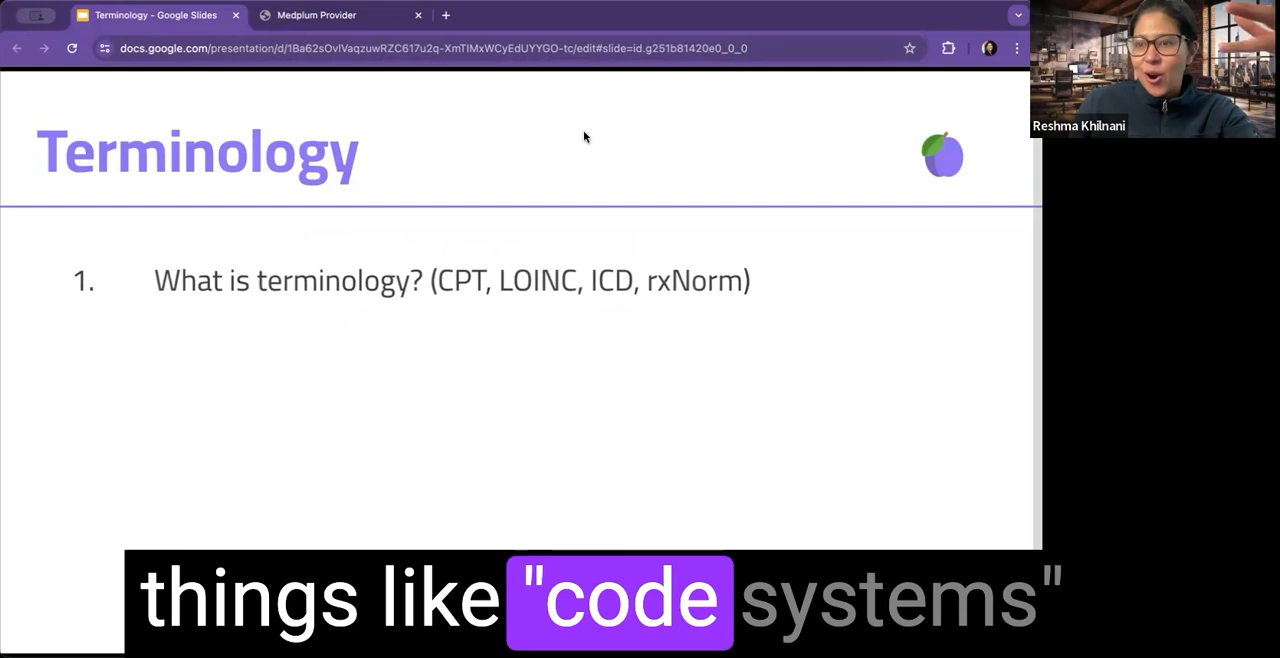 Terminology - Google Slides
Medplum Provider
docs.google.com/presentation/d/1Ba62sOvIVaqzuwRZC617u2q-XmTIMxWCyEdUYYGO-tc/edit#slide=id.g251b81420e0_0_0
Reshma Khilnani
Terminology
1. What is terminology? (CPT, LOINC, ICD, rxNorm)
things like "code systems"